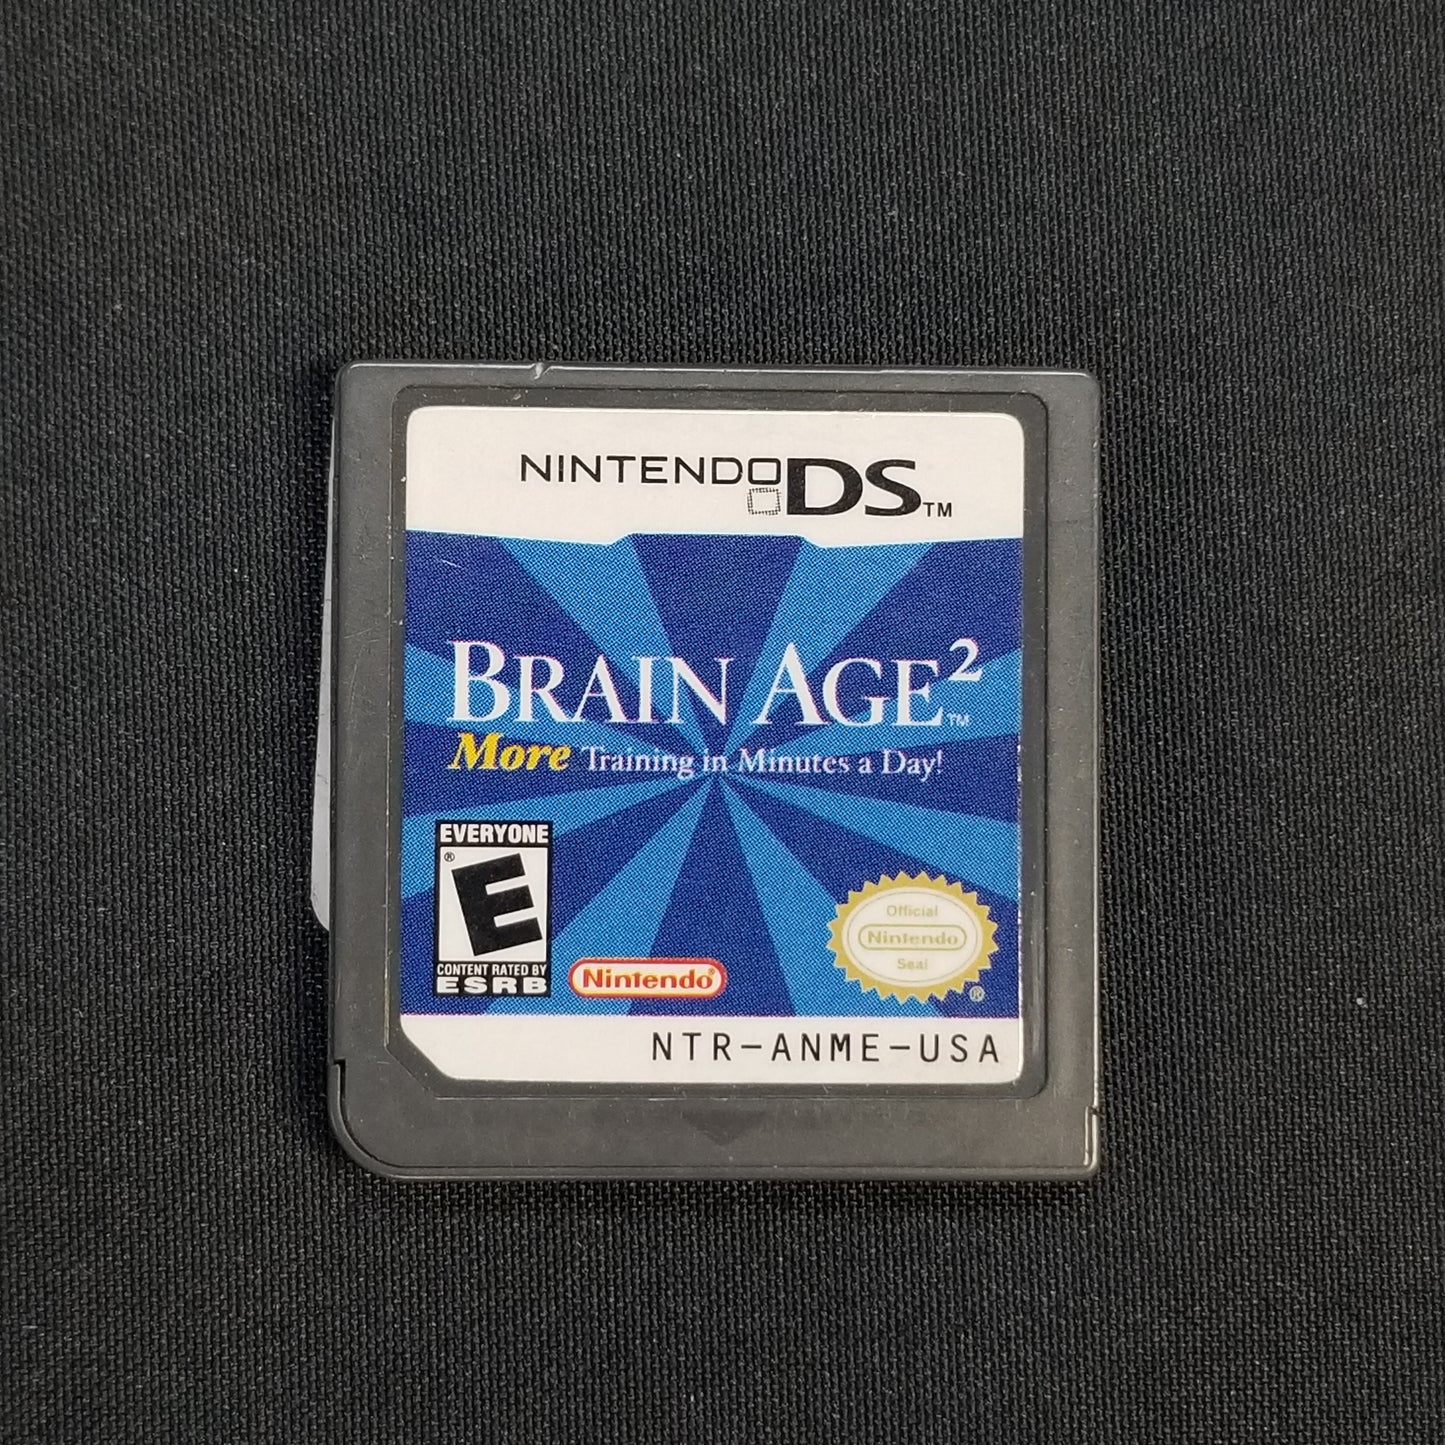 NINTENDO DS™
BRAIN AGE²™
More Training in Minutes a Day!
EVERYONE
E®
CONTENT RATED BY
ESRB
Nintendo®
Official
Nintendo
Seal
®
NTR-ANME-USA